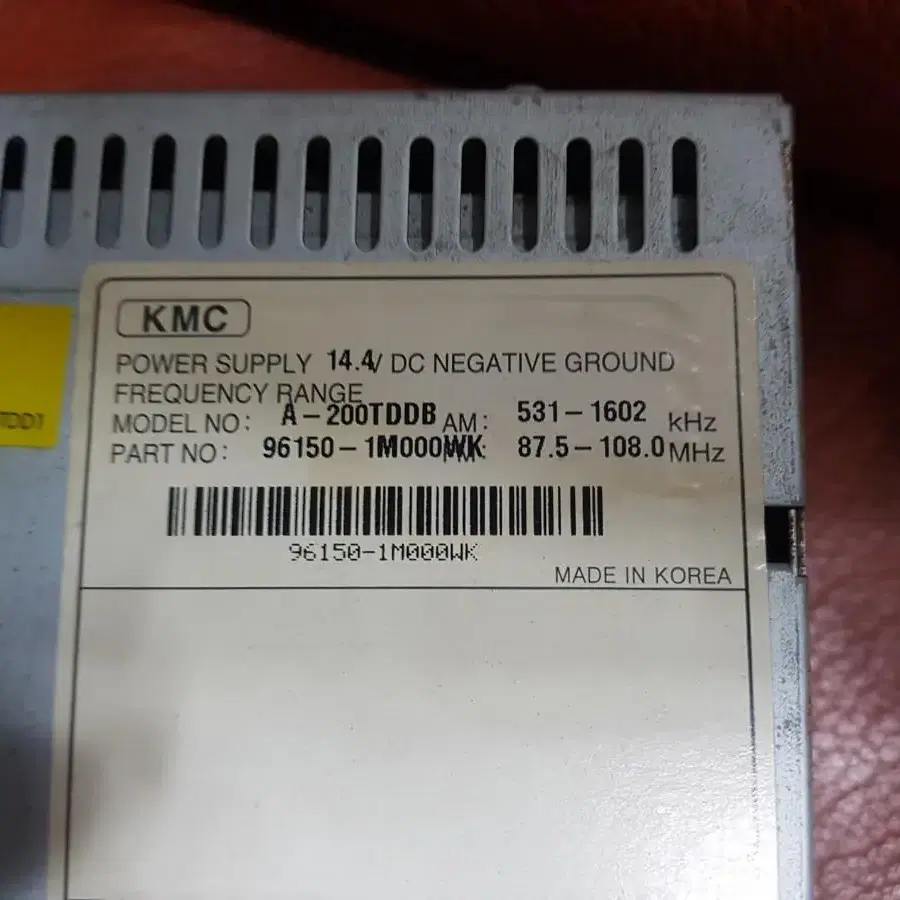 KMC
POWER SUPPLY 14.4V DC NEGATIVE GROUND
FREQUENCY RANGE
MODEL NO: A-200TDDB AM: 531-1602 kHz
PART NO: 96150-1M000WK 87.5-108.0 MHz
96150-1M000WK
MADE IN KOREA